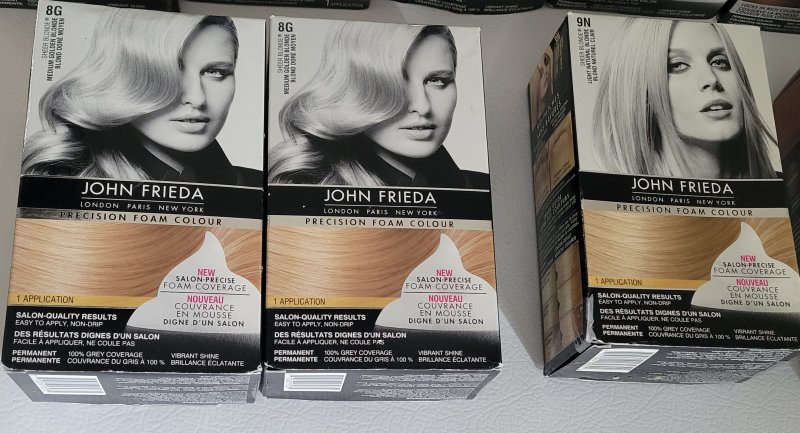 1 APPLICATION
8G
SHEER BLONDE
MEDIUM GOLDEN BLONDE
BLOND DORÉ MOYEN
JOHN FRIEDA
LONDON PARIS NEW YORK
PRECISION FOAM COLOUR
NEW
SALON-PRECISE
FOAM COVERAGE
NOUVEAU
COUVRANCE
EN MOUSSE
DIGNE D'UN SALON
1 APPLICATION
SALON-QUALITY RESULTS
EASY TO APPLY, NON-DRIP
DES RÉSULTATS DIGNES D'UN SALON
FACILE À APPLIQUER, NE COULE PAS
PERMANENT 100% GREY COVERAGE VIBRANT SHINE
PERMANENTE COUVRANCE DU GRIS À 100 % BRILLANCE ÉCLATANTE
8G
SHEER BLONDE
MEDIUM GOLDEN BLONDE
BLOND DORÉ MOYEN
JOHN FRIEDA
LONDON PARIS NEW YORK
PRECISION FOAM COLOUR
NEW
SALON-PRECISE
FOAM COVERAGE
NOUVEAU
COUVRANCE
EN MOUSSE
DIGNE D'UN SALON
1 APPLICATION
SALON-QUALITY RESULTS
EASY TO APPLY, NON-DRIP
DES RÉSULTATS DIGNES D'UN SALON
FACILE À APPLIQUER, NE COULE PAS
PERMANENT 100% GREY COVERAGE VIBRANT SHINE
PERMANENTE COUVRANCE DU GRIS À 100 % BRILLANCE ÉCLATANTE
9N
SHEER BLONDE
LIGHT NATURAL BLONDE
BLOND NATUREL CLAIR
JOHN FRIEDA
LONDON PARIS NEW YORK
PRECISION FOAM COLOUR
NEW
SALON-PRECISE
FOAM COVERAGE
NOUVEAU
COUVRANCE
EN MOUSSE
DIGNE D'UN SALON
1 APPLICATION
SALON-QUALITY RESULTS
EASY TO APPLY, NON-DRIP
DES RÉSULTATS DIGNES D'UN SALON
FACILE À APPLIQUER, NE COULE PAS
PERMANENT 100% GREY COVERAGE VIBRANT SHINE
PERMANENTE COUVRANCE DU GRIS À 100 % BRILLANCE ÉCLATANTE